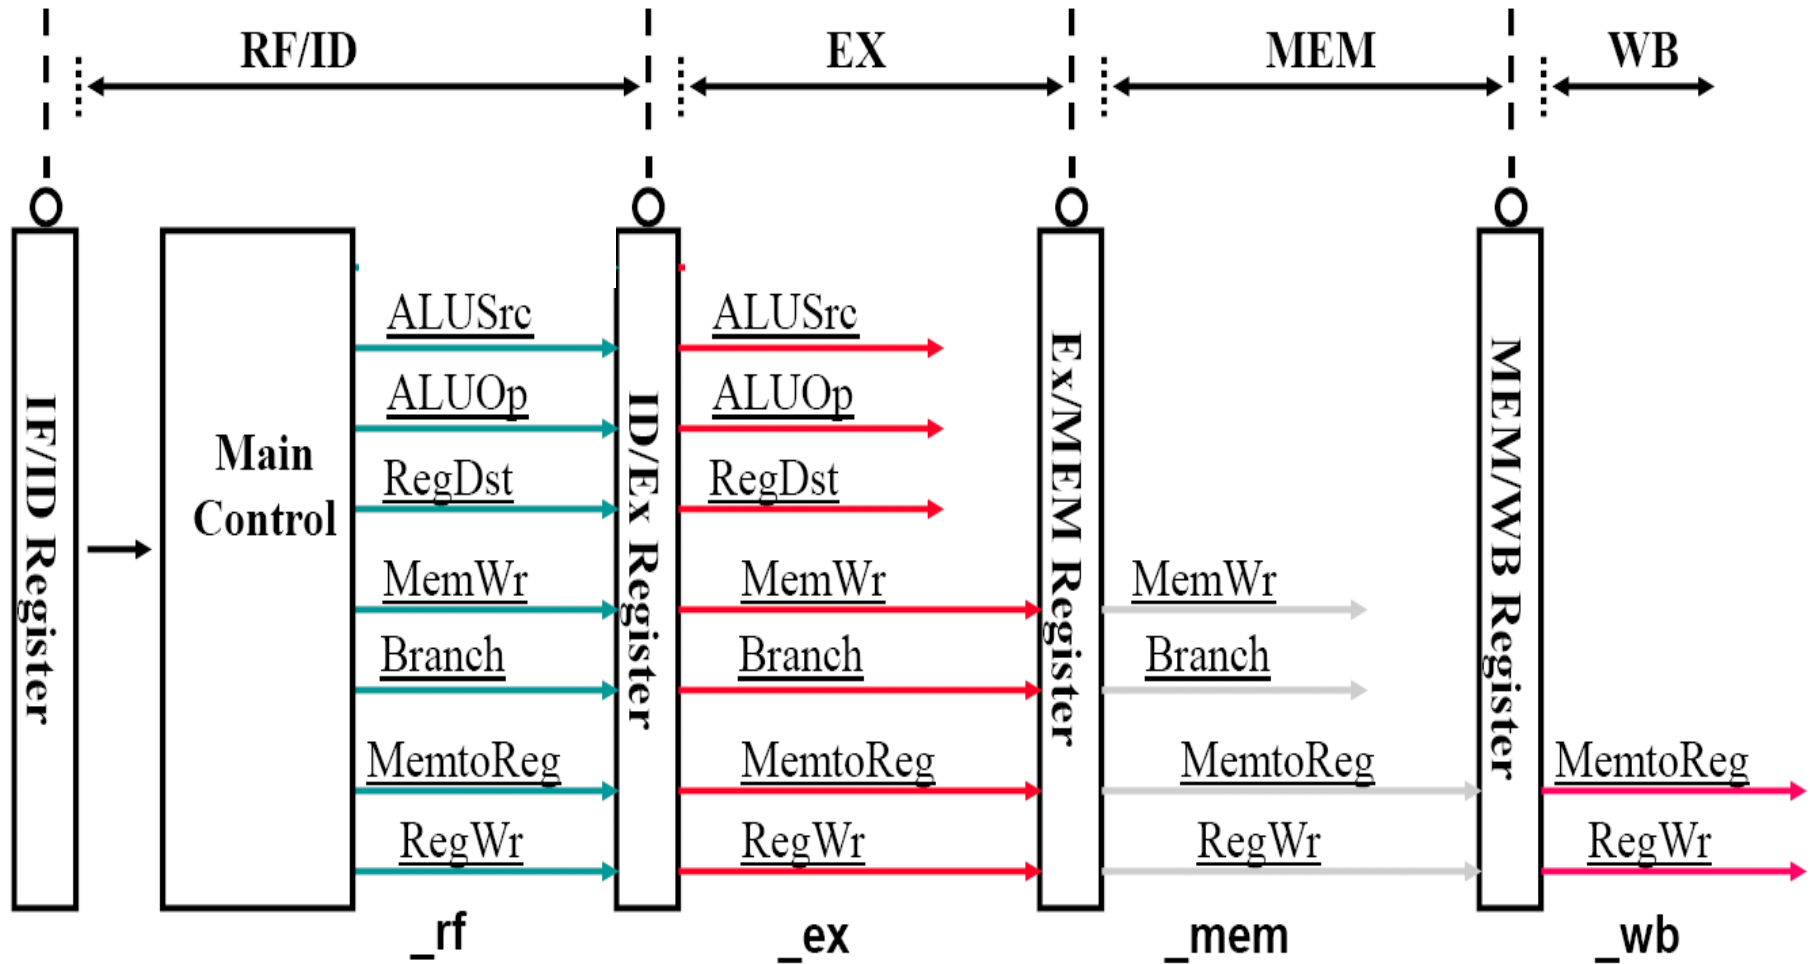 RF/ID
EX
MEM
WB
IF/ID Register
Main
Control
ALUSrc
ALUOp
RegDst
MemWr
Branch
MemtoReg
RegWr
_rf
ID/Ex Register
ALUSrc
ALUOp
RegDst
MemWr
Branch
MemtoReg
RegWr
_ex
Ex/MEM Register
MemWr
Branch
MemtoReg
RegWr
_mem
MEM/WB Register
MemtoReg
RegWr
_wb